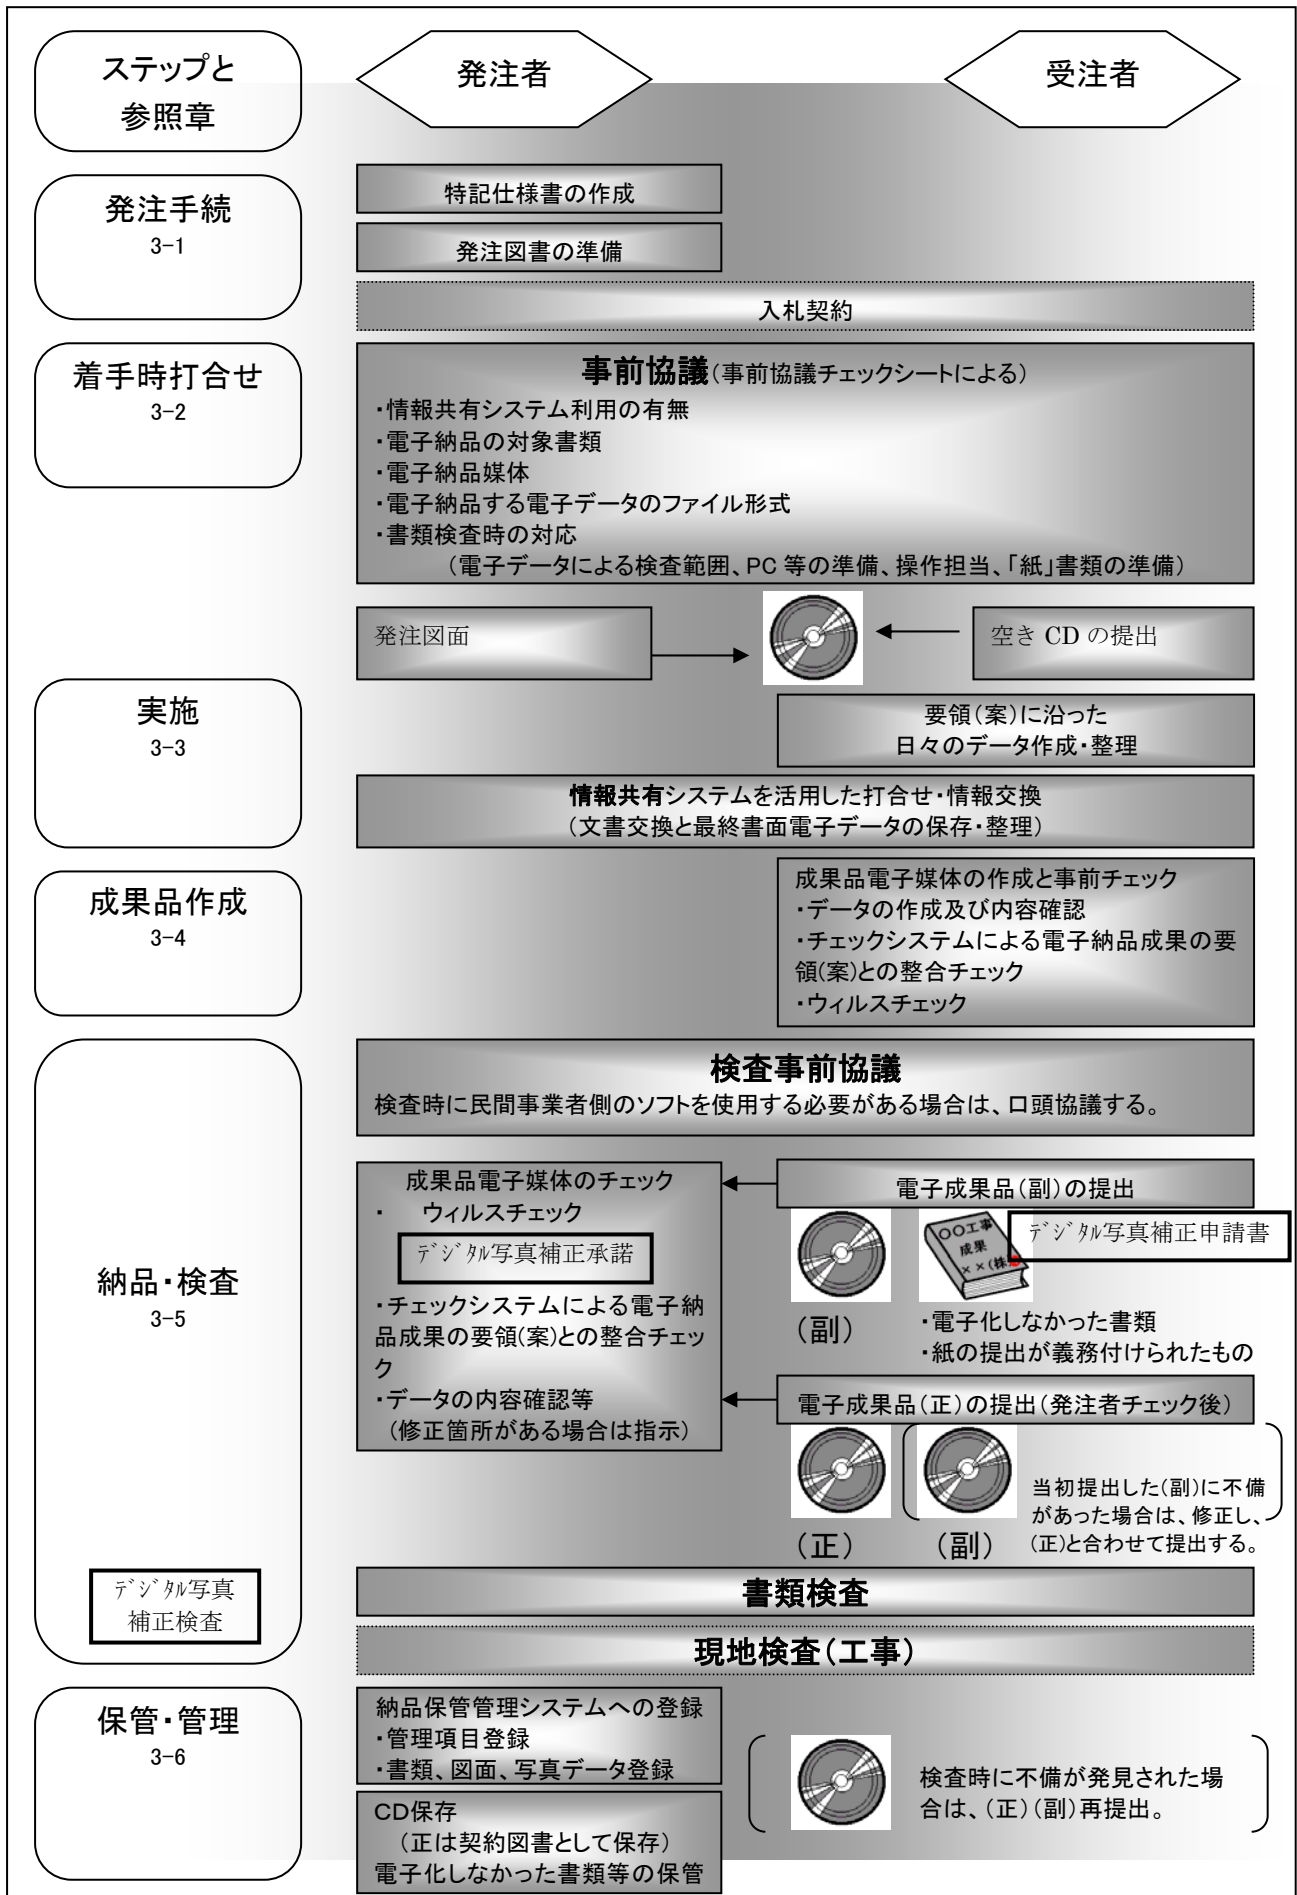 ステップと
参照章
発注者
受注者
発注手続
3-1
特記仕様書の作成
発注図書の準備
入札契約
着手時打合せ
3-2
事前協議(事前協議チェックシートによる)
・情報共有システム利用の有無
・電子納品の対象書類
・電子納品媒体
・電子納品する電子データのファイル形式
・書類検査時の対応
(電子データによる検査範囲、PC 等の準備、操作担当、「紙」書類の準備)
発注図面
空き CD の提出
実施
3-3
要領(案)に沿った
日々のデータ作成・整理
情報共有システムを活用した打合せ・情報交換
(文書交換と最終書面電子データの保存・整理)
成果品作成
3-4
成果品電子媒体の作成と事前チェック
・データの作成及び内容確認
・チェックシステムによる電子納品成果の要
領(案)との整合チェック
・ウィルスチェック
納品・検査
3-5
検査事前協議
検査時に民間事業者側のソフトを使用する必要がある場合は、口頭協議する。
成果品電子媒体のチェック
・ ウィルスチェック
ﾃﾞｼﾞﾀﾙ写真補正承諾
・チェックシステムによる電子納
品成果の要領(案)との整合チェッ
ク
・データの内容確認等
(修正箇所がある場合は指示)
電子成果品(副)の提出
〇〇工事
成果
××(株
ﾃﾞｼﾞﾀﾙ写真補正申請書
(副)
・電子化しなかった書類
・紙の提出が義務付けられたもの
電子成果品(正)の提出(発注者チェック後)
当初提出した(副)に不備
があった場合は、修正し、
(正)と合わせて提出する。
(正)
(副)
ﾃﾞｼﾞﾀﾙ写真
補正検査
書類検査
現地検査(工事)
保管・管理
3-6
納品保管管理システムへの登録
・管理項目登録
・書類、図面、写真データ登録
CD保存
(正は契約図書として保存)
電子化しなかった書類等の保管
検査時に不備が発見された場
合は、(正)(副)再提出。